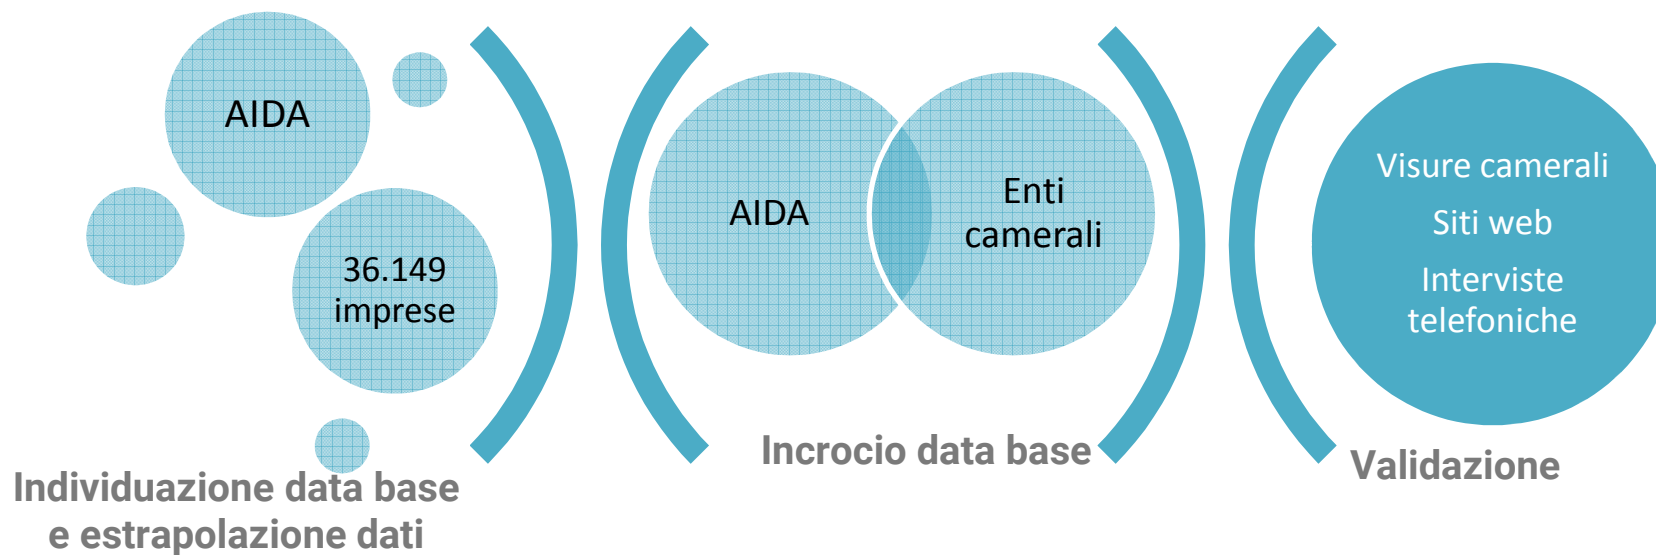 AIDA
36.149
imprese
Individuazione data base
e estrapolazione dati
AIDA
Enti
camerali
Incrocio data base
Visure camerali
Siti web
Interviste
telefoniche
Validazione